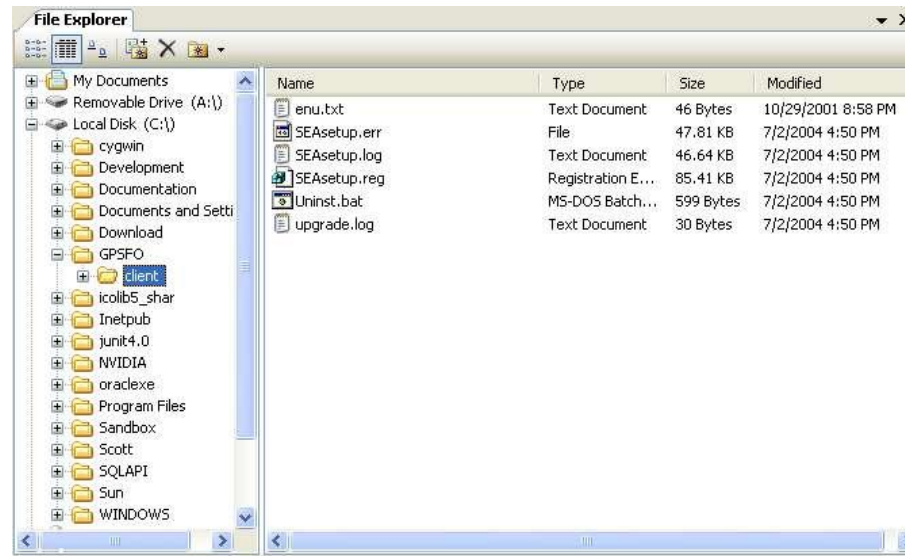 File Explorer
My Documents
Removable Drive (A:\)
Local Disk (C:\)
cygwin
Development
Documentation
Documents and Setti
Download
GPSFO
client
icolib5_shar
Inetpub
junit4.0
NVIDIA
oraclexe
Program Files
Sandbox
Scott
SQLAPI
Sun
WINDOWS
Name Type Size Modified
enu.txt Text Document 46 Bytes 10/29/2001 8:58 PM
SEAsetup.err File 47.81 KB 7/2/2004 4:50 PM
SEAsetup.log Text Document 46.64 KB 7/2/2004 4:50 PM
SEAsetup.reg Registration E... 85.41 KB 7/2/2004 4:50 PM
Uninst.bat MS-DOS Batch... 599 Bytes 7/2/2004 4:50 PM
upgrade.log Text Document 30 Bytes 7/2/2004 4:50 PM